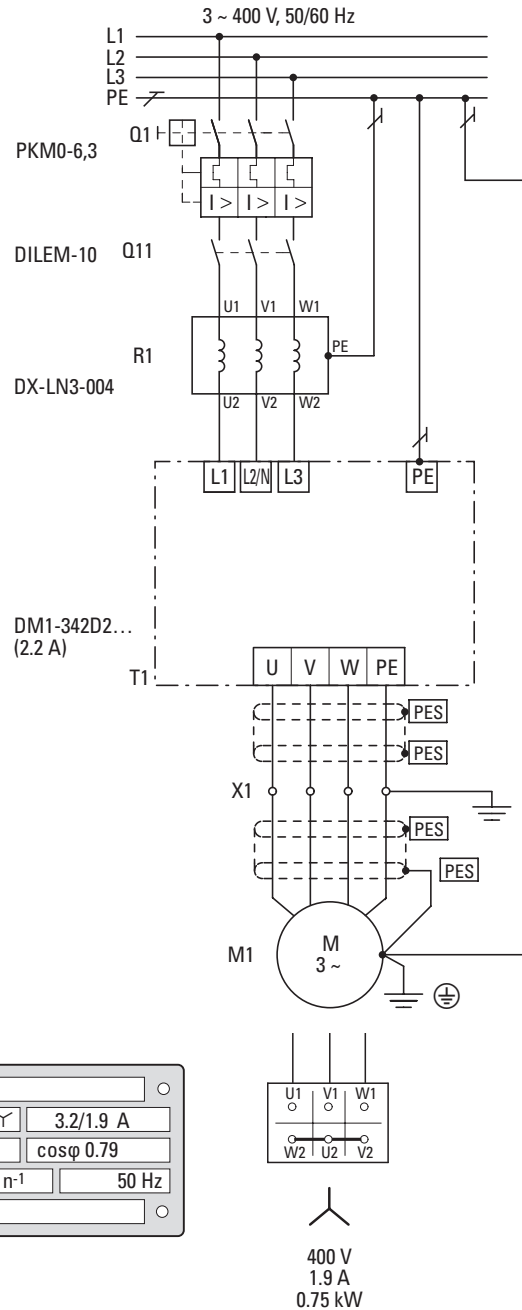 3 ~ 400 V, 50/60 Hz
L1
L2
L3
PE
Q1
PKM0-6,3
I > I > I >
DILEM-10 Q11
U1 V1 W1
PE
R1
U2 V2 W2
DX-LN3-004
L1 L2/N L3 PE
DM1-342D2...
(2.2 A)
T1
U V W PE
PES
PES
X1
PES
PES
M1
M
3 ~
U1 V1 W1
W2 U2 V2
3.2/1.9 A
cosφ 0.79
n-1 50 Hz
400 V
1.9 A
0.75 kW